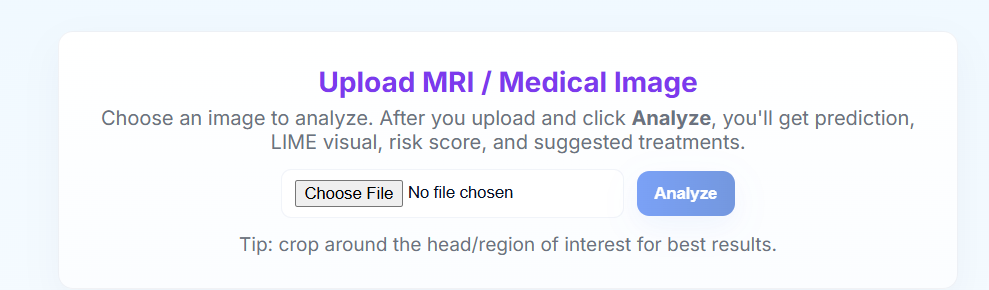 Upload MRI / Medical Image
Choose an image to analyze. After you upload and click Analyze, you'll get prediction,
LIME visual, risk score, and suggested treatments.
Choose File No file chosen Analyze
Tip: crop around the head/region of interest for best results.